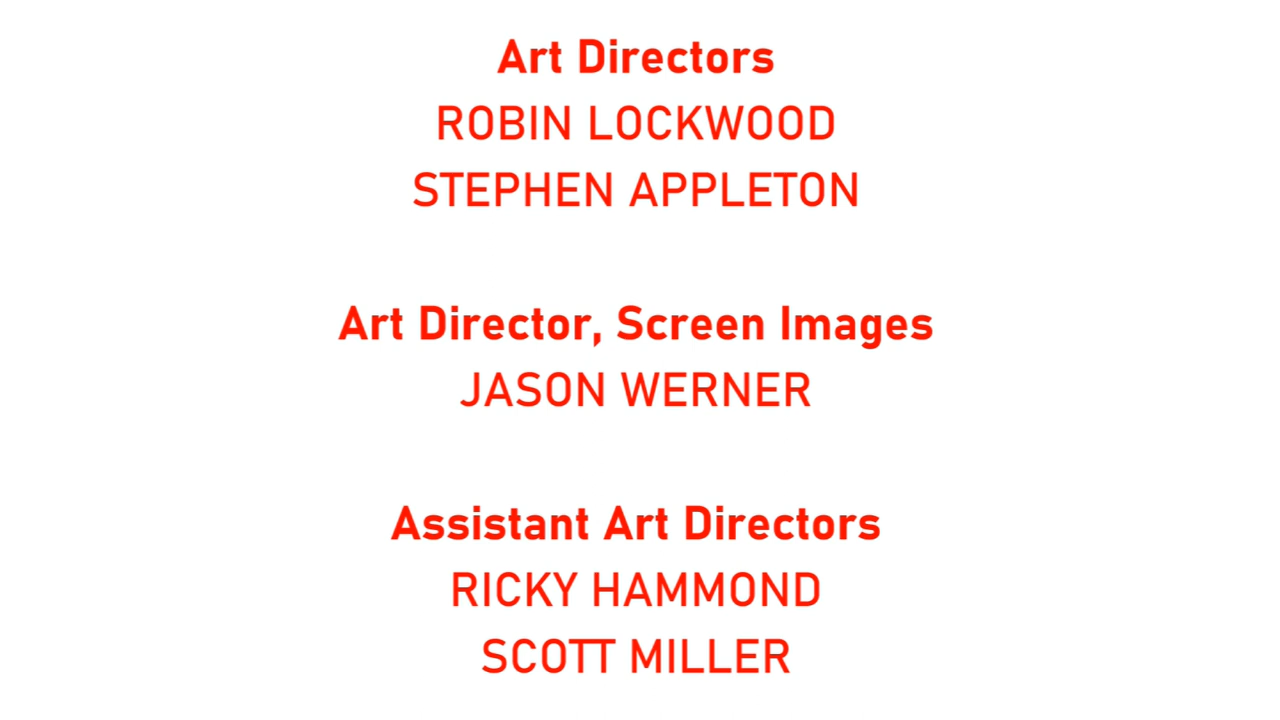 Art Directors
ROBIN LOCKWOOD
STEPHEN APPLETON
Art Director, Screen Images
JASON WERNER
Assistant Art Directors
RICKY HAMMOND
SCOTT MILLER